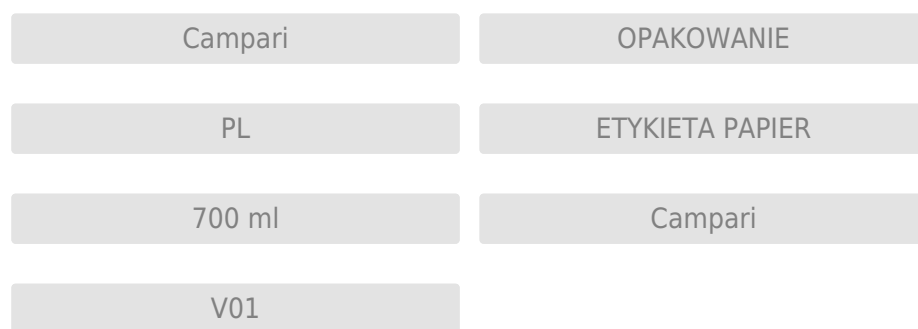 Campari
OPAKOWANIE
PL
ETYKIETA PAPIER
700 ml
Campari
V01